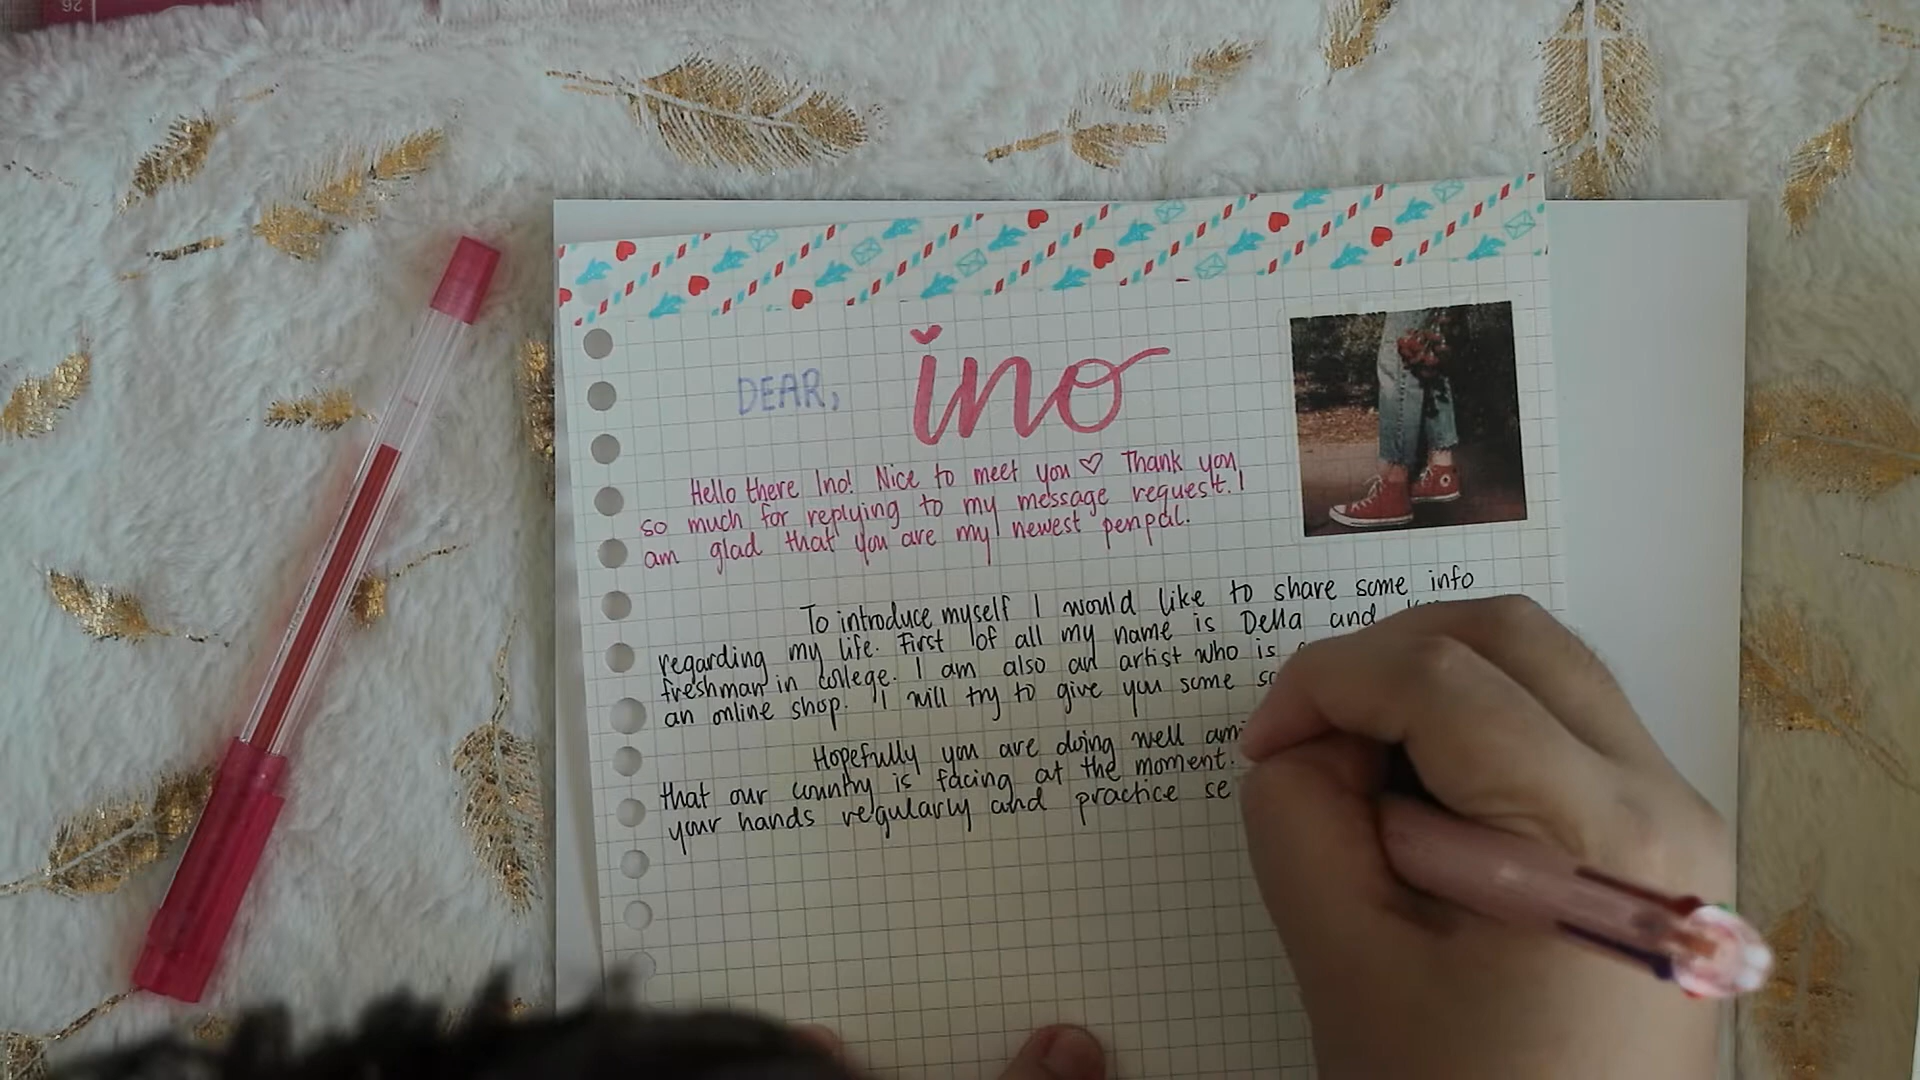 26
DEAR, ino
Hello there Ino! Nice to meet you ♡ Thank you
so much for replying to my message request. I
am glad that you are my newest penpal.
To introduce myself I would like to share some info
regarding my life. First of all my name is Della and
freshman in college. I am also an artist who is
an online shop. I will try to give you some
Hopefully you are doing well
that our country is facing at the moment.
your hands regularly and practice se